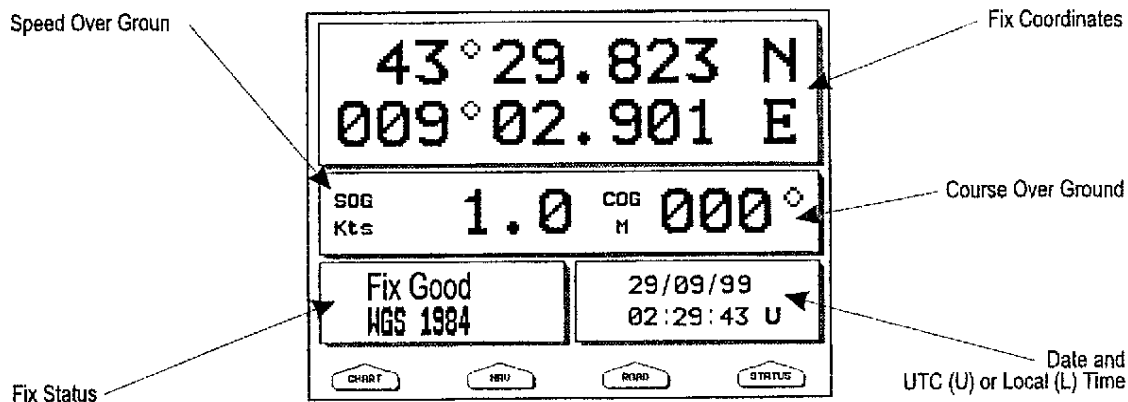 Speed Over Groun
Fix Coordinates
43°29.823 N
009°02.901 E
SOG
Kts
1.0
COG
M
000°
Course Over Ground
Fix Good
WGS 1984
29/09/99
02:29:43 U
CHART
NAV
ROAD
STATUS
Fix Status
Date and
UTC (U) or Local (L) Time